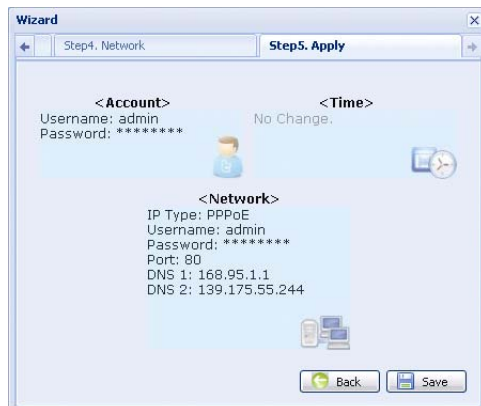 Wizard
Step4. Network
Step5. Apply
<Account>
Username: admin
Password: ********
<Time>
No Change.
<Network>
IP Type: PPPoE
Username: admin
Password: ********
Port: 80
DNS 1: 168.95.1.1
DNS 2: 139.175.55.244
Back
Save